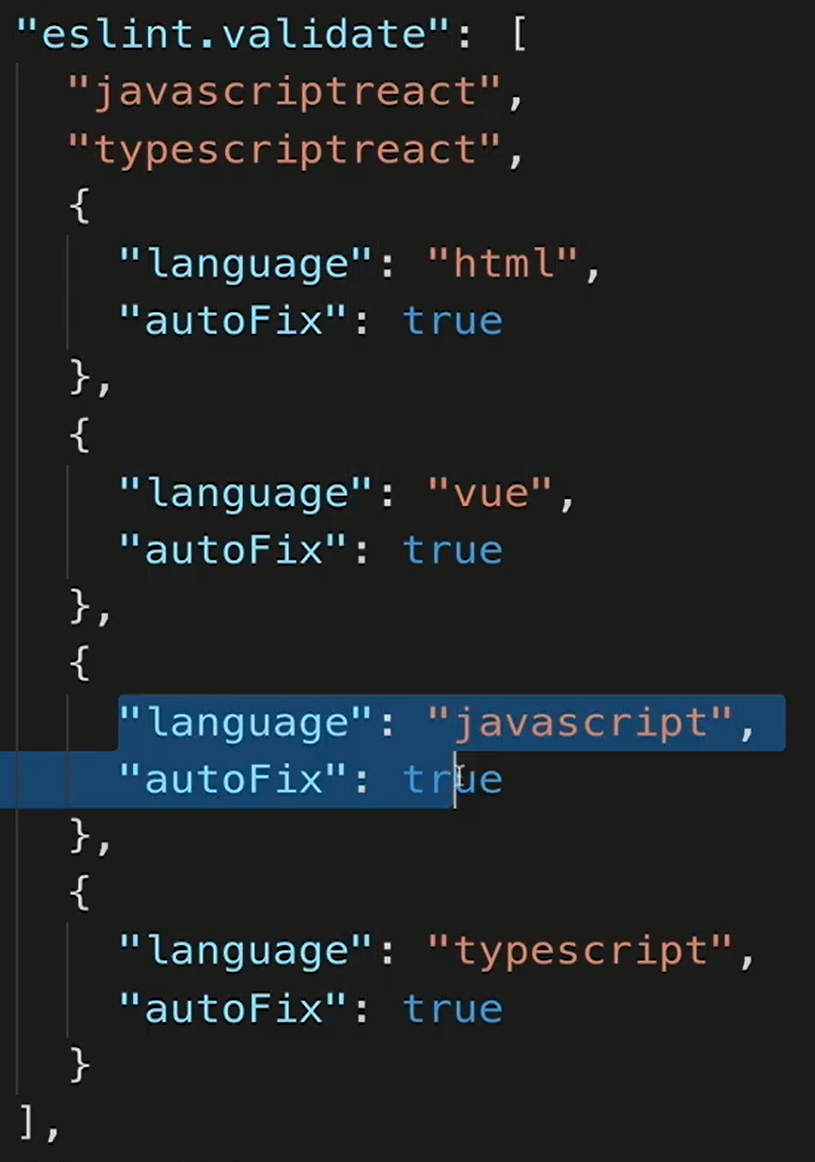 "eslint.validate": [
"javascriptreact",
"typescriptreact",
{
"language": "html",
"autoFix": true
},
{
"language": "vue",
"autoFix": true
},
{
"language": "javascript",
"autoFix": true
},
{
"language": "typescript",
"autoFix": true
}
],